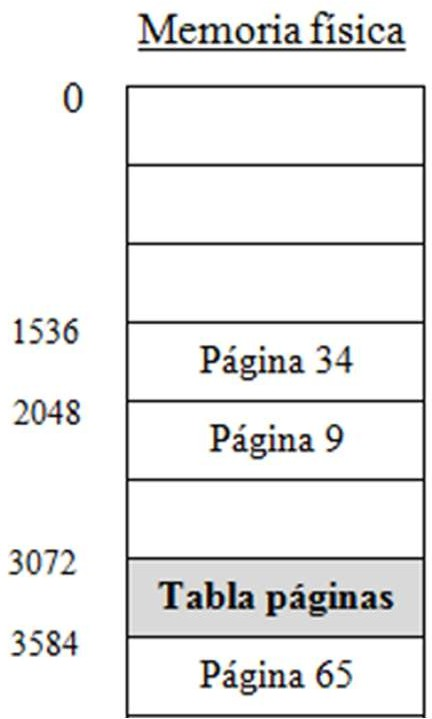 Memoria física
0
1536
Página 34
2048
Página 9
3072
Tabla páginas
3584
Página 65